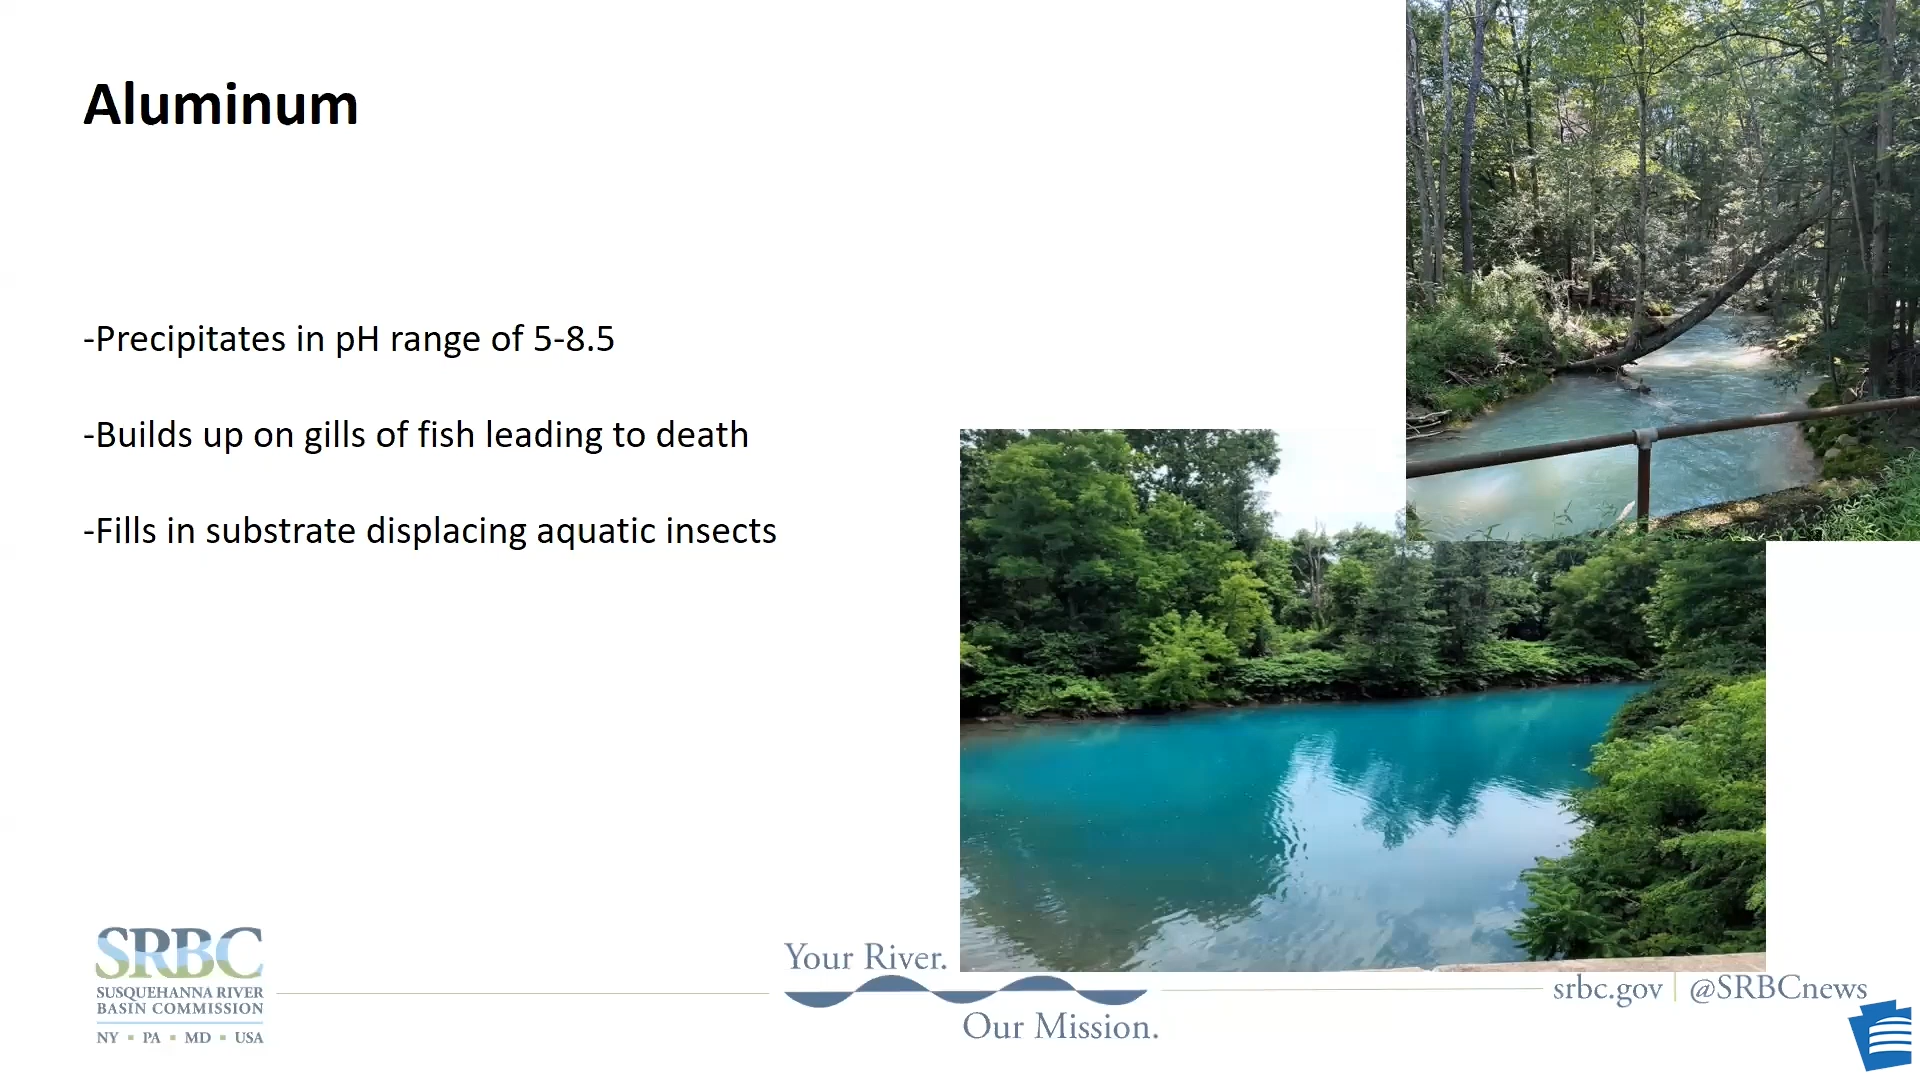 Aluminum
-Precipitates in pH range of 5-8.5
-Builds up on gills of fish leading to death
-Fills in substrate displacing aquatic insects
SRBC
SUSQUEHANNA RIVER
BASIN COMMISSION
NY ▪ PA ▪ MD ▪ USA
Your River.
Our Mission.
srbc.gov | @SRBCnews